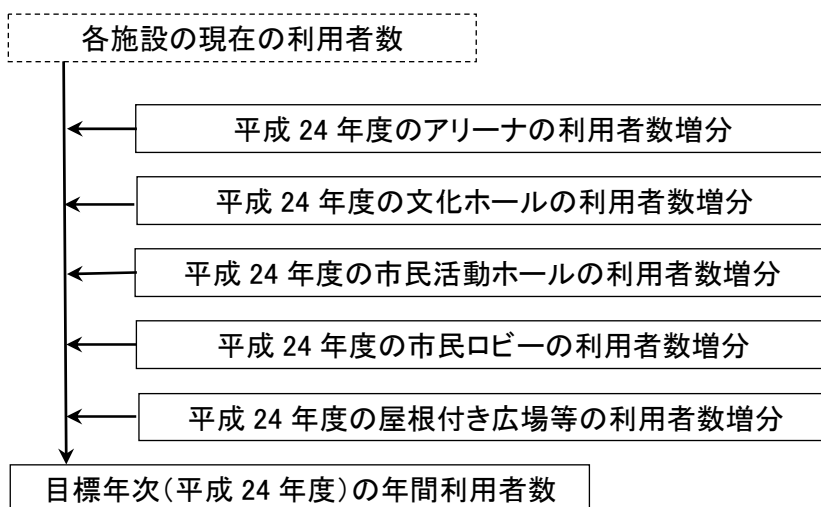 各施設の現在の利用者数
平成 24 年度のアリーナの利用者数増分
平成 24 年度の文化ホールの利用者数増分
平成 24 年度の市民活動ホールの利用者数増分
平成 24 年度の市民ロビーの利用者数増分
平成 24 年度の屋根付き広場等の利用者数増分
目標年次(平成 24 年度)の年間利用者数